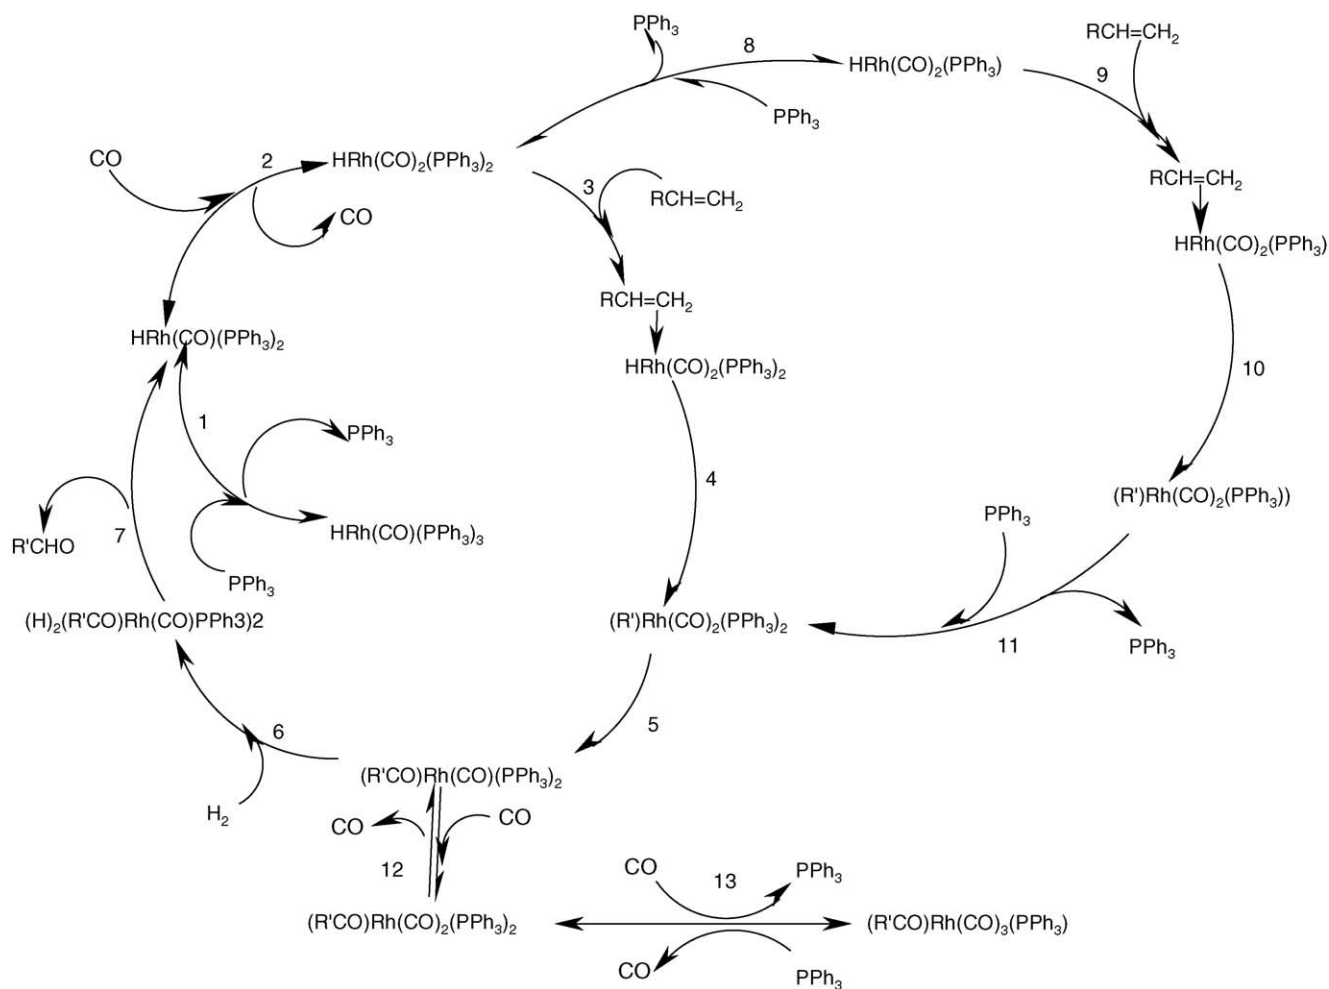 PPh₃
8
HRh(CO)₂(PPh₃)
RCH=CH₂
9
PPh₃
CO
2
HRh(CO)₂(PPh₃)₂
3
RCH=CH₂
CO
RCH=CH₂
HRh(CO)₂(PPh₃)
RCH=CH₂
HRh(CO)(PPh₃)₂
HRh(CO)₂(PPh₃)₂
10
1
PPh₃
4
(R')Rh(CO)₂(PPh₃))
PPh₃
7
R'CHO
HRh(CO)(PPh₃)₃
PPh₃
(H)₂(R'CO)Rh(CO)PPh3)2
(R')Rh(CO)₂(PPh₃)₂
11
PPh₃
6
5
(R'CO)Rh(CO)(PPh₃)₂
H₂
CO
CO
12
CO
13
PPh₃
(R'CO)Rh(CO)₂(PPh₃)₂
(R'CO)Rh(CO)₃(PPh₃)
CO
PPh₃